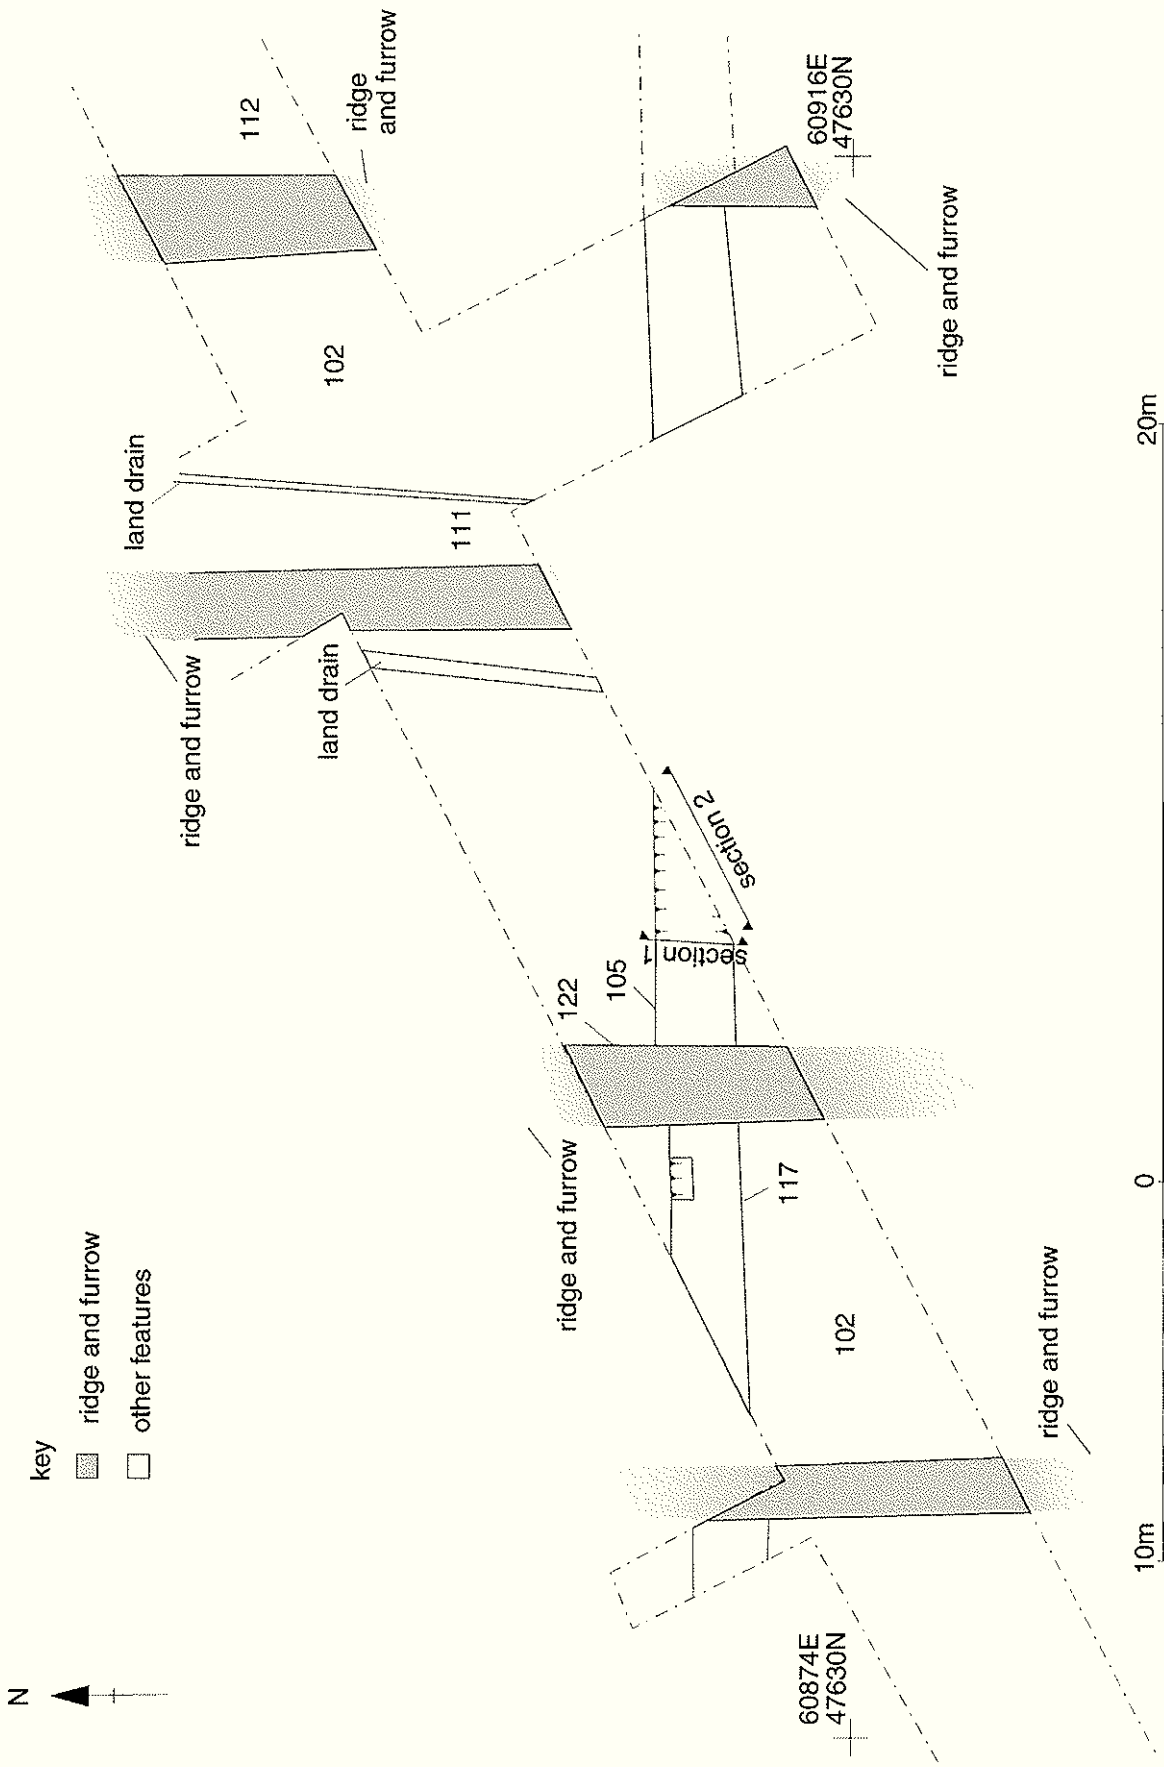 N
key
ridge and furrow
other features
60874E
47630N
ridge and furrow
102
117
ridge and furrow
122
105
section 1
section 2
ridge and furrow
land drain
111
land drain
102
112
ridge
and furrow
ridge and furrow
60916E
47630N
10m
0
20m